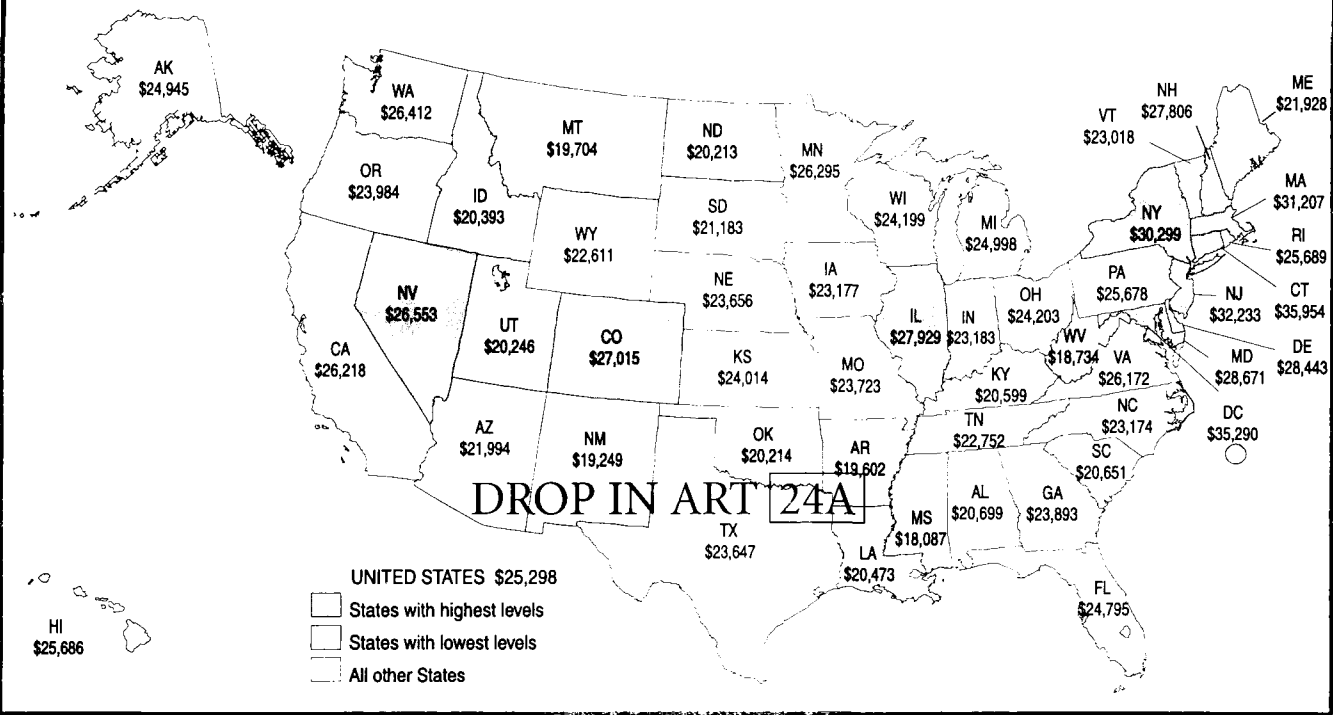 AK
$24,945
WA
$26,412
MT
$19,704
ND
$20,213
MN
$26,295
VT
$23,018
NH
$27,806
ME
$21,928
OR
$23,984
ID
$20,393
WY
$22,611
SD
$21,183
WI
$24,199
MI
$24,998
NY
$30,299
MA
$31,207
RI
$25,689
CT
$35,954
NJ
$32,233
PA
$25,678
DE
$28,443
MD
$28,671
DC
$35,290
NV
$26,553
UT
$20,246
CO
$27,015
NE
$23,656
IA
$23,177
IL
$27,929
IN
$23,183
OH
$24,203
WV
$18,734
VA
$26,172
CA
$26,218
KS
$24,014
MO
$23,723
KY
$20,599
NC
$23,174
TN
$22,752
SC
$20,651
AZ
$21,994
NM
$19,249
OK
$20,214
AR
$19,602
DROP IN ART 24A
MS
$18,087
AL
$20,699
GA
$23,893
TX
$23,647
LA
$20,473
FL
$24,795
HI
$25,686
UNITED STATES $25,298
States with highest levels
States with lowest levels
All other States